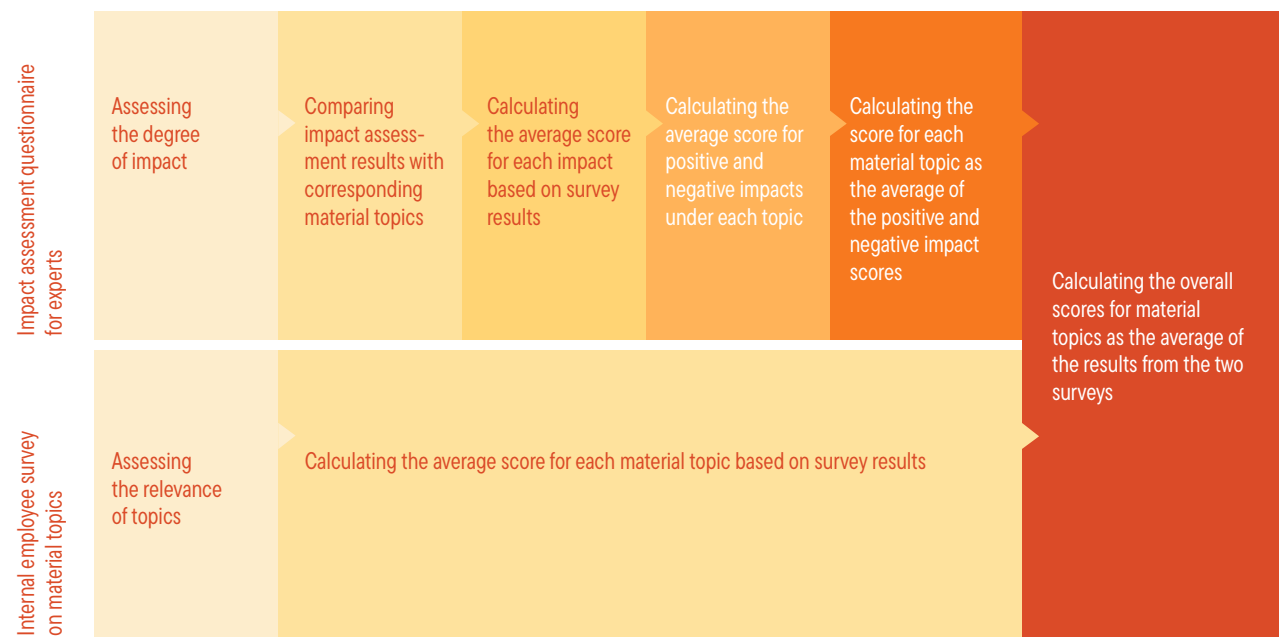 Impact assessment questionnaire
for experts
Assessing
the degree
of impact
Comparing
impact assess-
ment results with
corresponding
material topics
Calculating
the average score
for each impact
based on survey
results
Calculating the
average score for
positive and
negative impacts
under each topic
Calculating the
score for each
material topic as
the average of
the positive and
negative impact
scores
Internal employee survey
on material topics
Assessing
the relevance
of topics
Calculating the average score for each material topic based on survey results
Calculating the overall
scores for material
topics as the average of
the results from the two
surveys